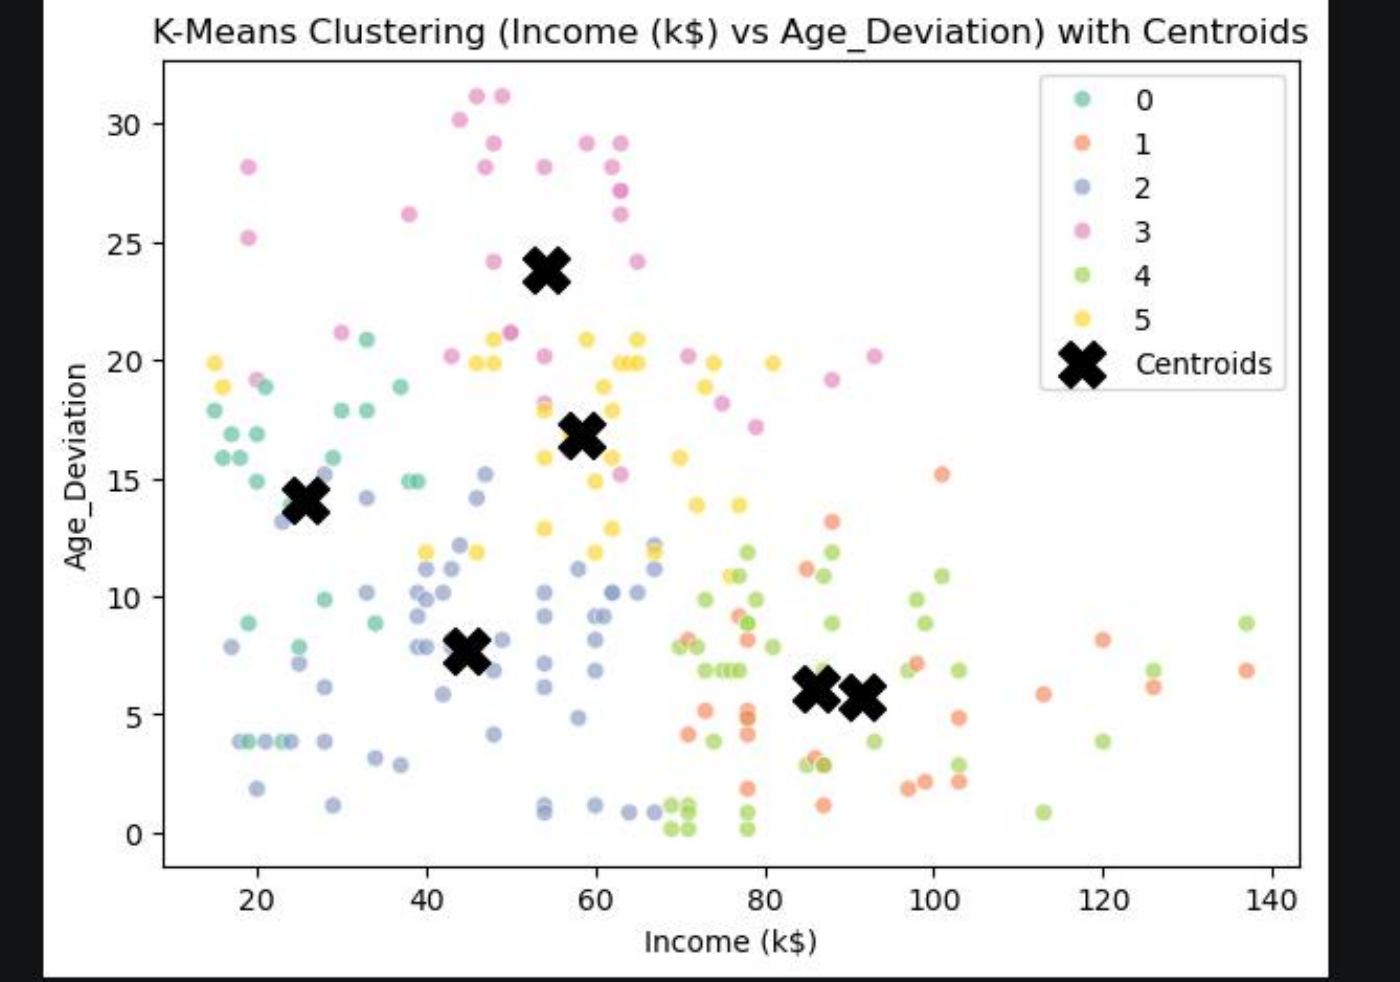 K-Means Clustering (Income (k$) vs Age_Deviation) with Centroids
0
1
2
3
4
5
Centroids
Age_Deviation
30
25
20
15
10
5
0
20 40 60 80 100 120 140
Income (k$)